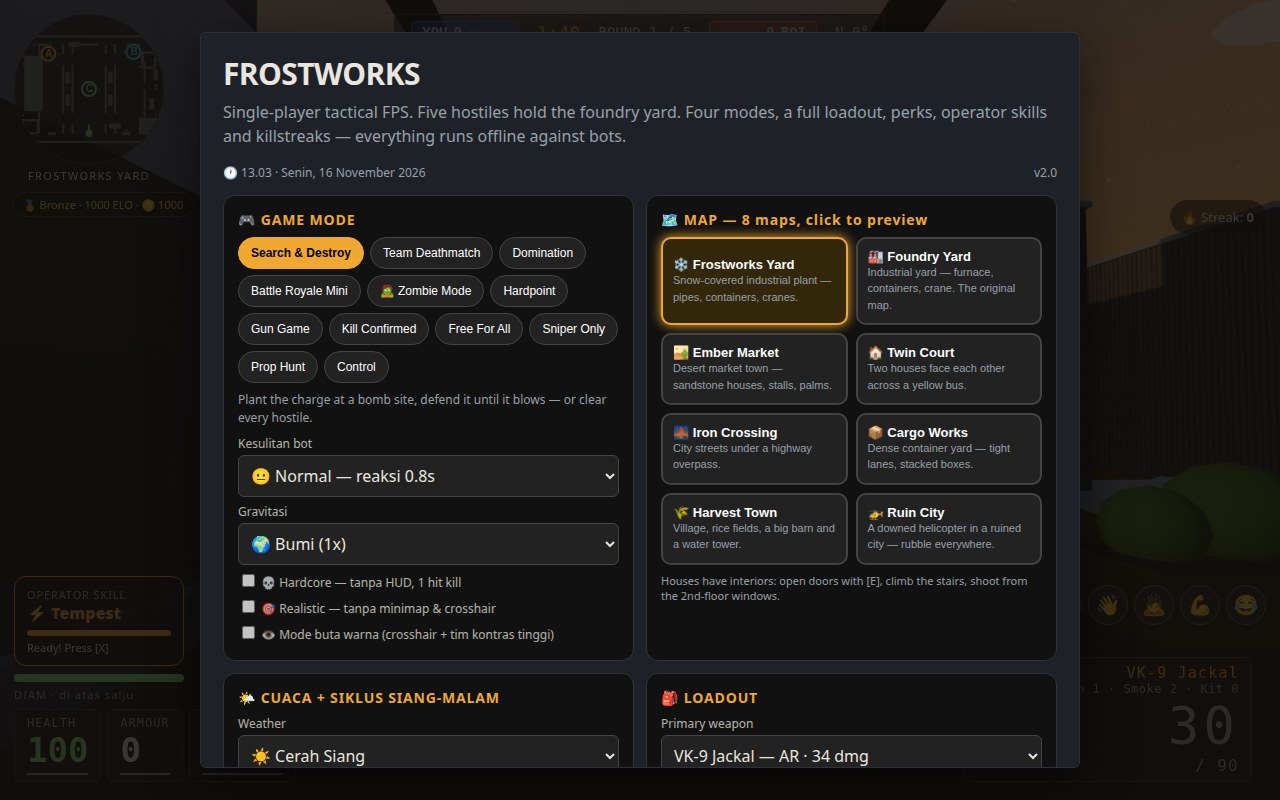 YOU 0
1:40
ROUND 1 / 6
0 BOT
N 0°
A
B
C
FROSTWORKS YARD
Bronze · 1000 ELO · 1000
Streak: 0
FROSTWORKS
Single-player tactical FPS. Five hostiles hold the foundry yard. Four modes, a full loadout, perks, operator skills
and killstreaks — everything runs offline against bots.
13.03 · Senin, 16 November 2026
v2.0
GAME MODE
Search & Destroy
Team Deathmatch
Domination
Battle Royale Mini
Zombie Mode
Hardpoint
Gun Game
Kill Confirmed
Free For All
Sniper Only
Prop Hunt
Control
Plant the charge at a bomb site, defend it until it blows — or clear
every hostile.
Kesulitan bot
Normal — reaksi 0.8s
Gravitasi
Bumi (1x)
Hardcore — tanpa HUD, 1 hit kill
Realistic — tanpa minimap & crosshair
Mode buta warna (crosshair + tim kontras tinggi)
MAP — 8 maps, click to preview
Frostworks Yard
Snow-covered industrial plant —
pipes, containers, cranes.
Foundry Yard
Industrial yard — furnace,
containers, crane. The original
map.
Ember Market
Desert market town —
sandstone houses, stalls, palms.
Twin Court
Two houses face each other
across a yellow bus.
Iron Crossing
City streets under a highway
overpass.
Cargo Works
Dense container yard — tight
lanes, stacked boxes.
Harvest Town
Village, rice fields, a big barn and
a water tower.
Ruin City
A downed helicopter in a ruined
city — rubble everywhere.
Houses have interiors: open doors with [E], climb the stairs, shoot from
the 2nd-floor windows.
CUACA + SIKLUS SIANG-MALAM
Weather
Cerah Siang
LOADOUT
Primary weapon
VK-9 Jackal — AR · 34 dmg
OPERATOR SKILL
Tempest
Ready! Press [X]
DIAM · di atas salju
HEALTH
100
ARMOUR
0
VK-9 Jackal
1 · Smoke 2 · Kit 0
30
/ 90